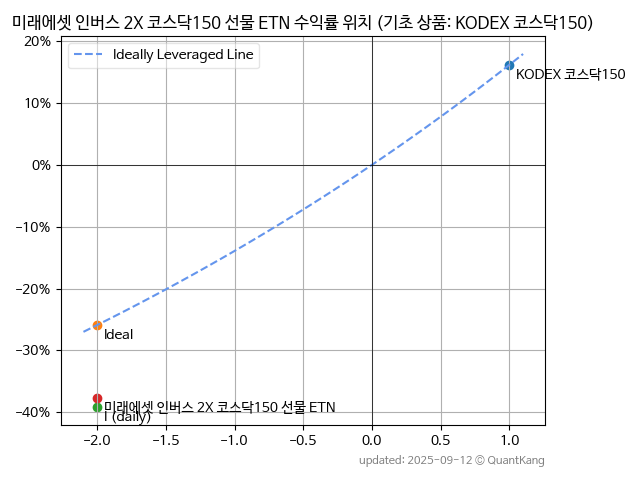 미래에셋 인버스 2X 코스닥150 선물 ETN 수익률 위치 (기초 상품: KODEX 코스닥150)
20%
Ideally Leveraged Line
KODEX 코스닥150
10%
0%
−10%
−20%
Ideal
−30%
미래에셋 인버스 2X 코스닥150 선물 ETN
−40%
(daily)
−2.0 −1.5 −1.0 −0.5 0.0 0.5 1.0
updated: 2025-09-12 © QuantKang